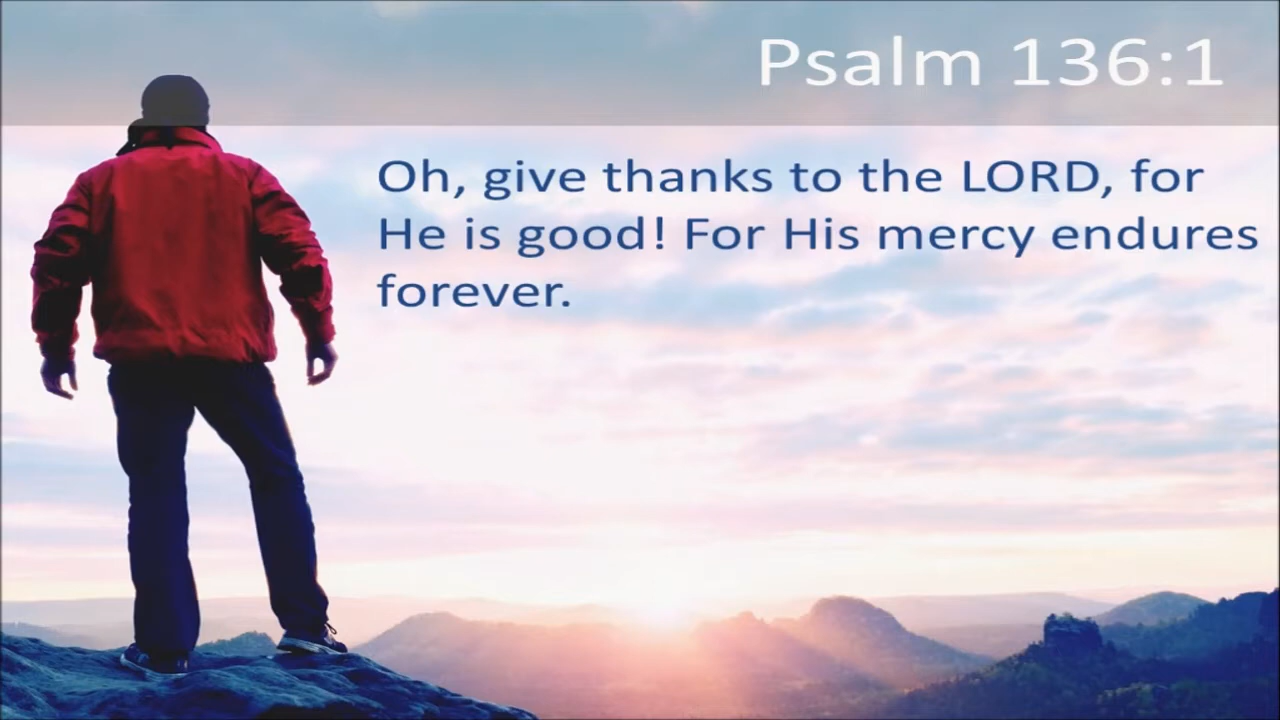 Psalm 136:1
Oh, give thanks to the LORD, for
He is good! For His mercy endures
forever.